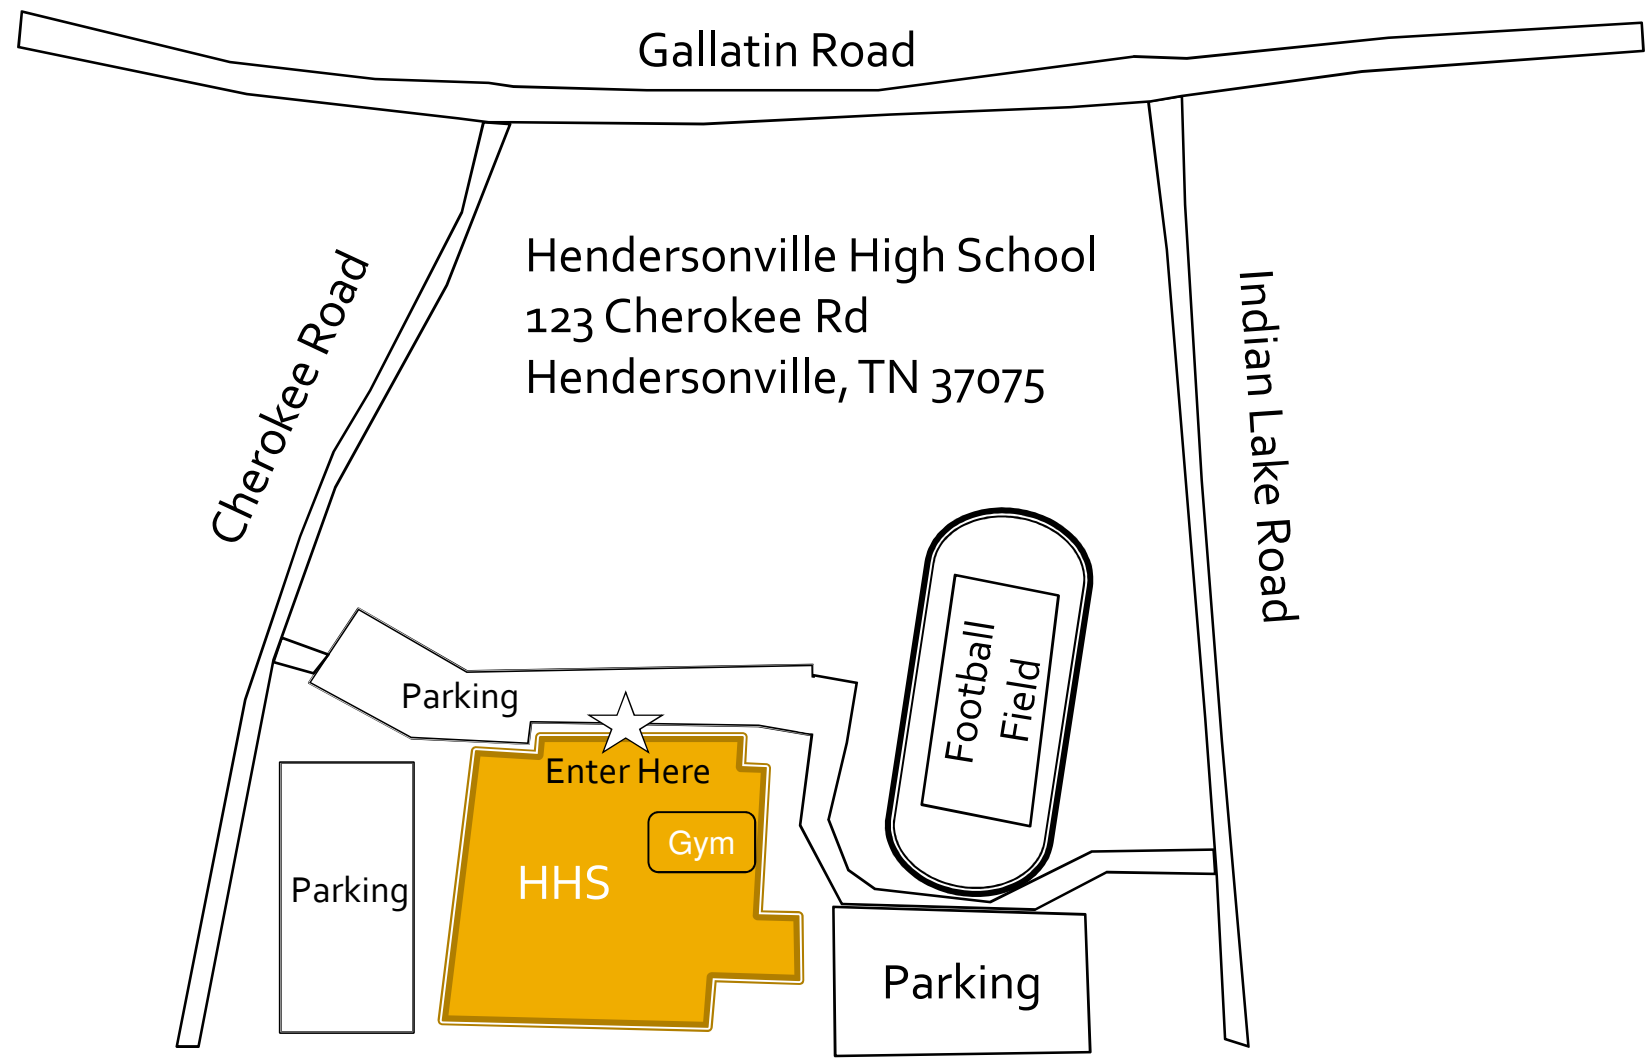 Gallatin Road
Hendersonville High School
123 Cherokee Rd
Hendersonville, TN 37075
Cherokee Road
Indian Lake Road
Football
Field
Parking
Enter Here
Gym
HHS
Parking
Parking